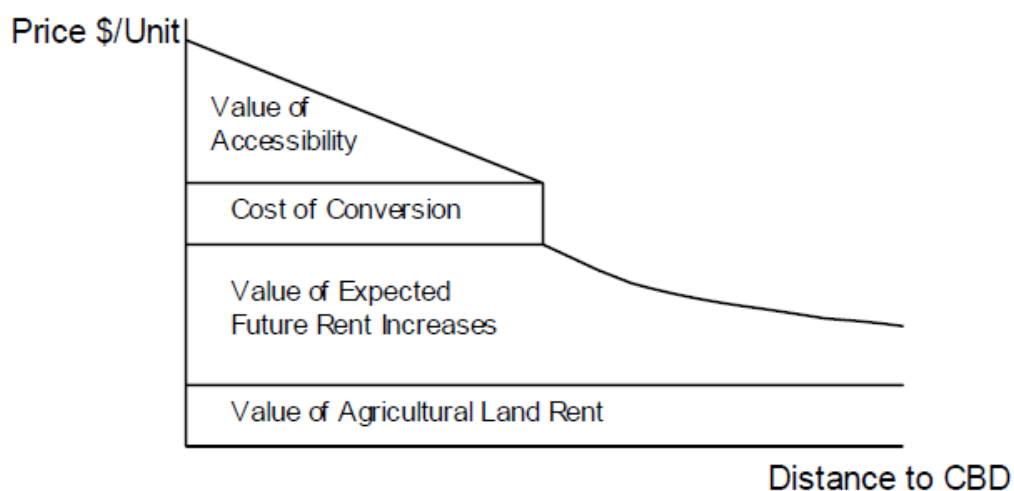 Price $/Unit
Value of
Accessibility
Cost of Conversion
Value of Expected
Future Rent Increases
Value of Agricultural Land Rent
Distance to CBD